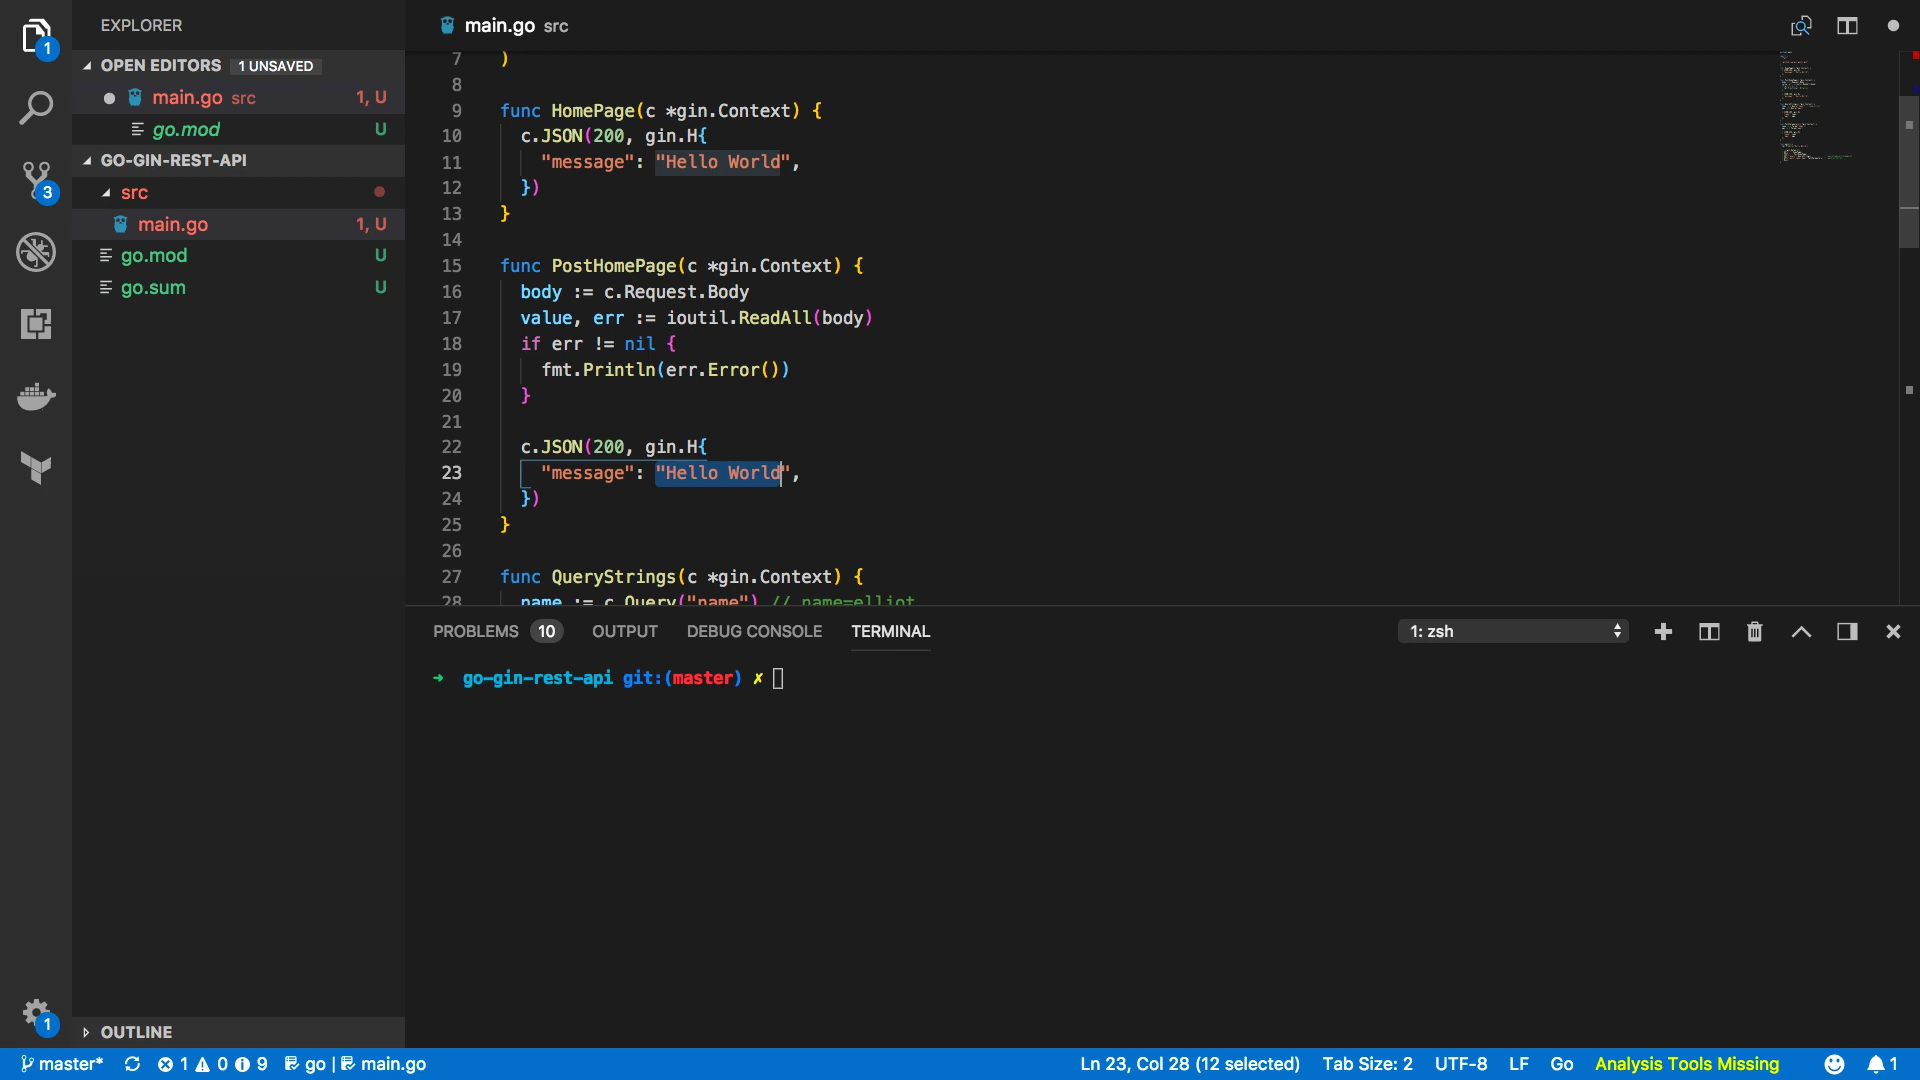 EXPLORER
OPEN EDITORS 1 UNSAVED
main.go src 1, U
go.mod U
GO-GIN-REST-API
src
main.go 1, U
go.mod U
go.sum U
OUTLINE
1
3
1
main.go src
7 )
8
9 func HomePage(c *gin.Context) {
10 c.JSON(200, gin.H{
11 "message": "Hello World",
12 })
13 }
14
15 func PostHomePage(c *gin.Context) {
16 body := c.Request.Body
17 value, err := ioutil.ReadAll(body)
18 if err != nil {
19 fmt.Println(err.Error())
20 }
21
22 c.JSON(200, gin.H{
23 "message": "Hello World",
24 })
25 }
26
27 func QueryStrings(c *gin.Context) {
28 name := c.Query("name") // name=elliot
PROBLEMS 10 OUTPUT DEBUG CONSOLE TERMINAL 1: zsh
➜ go-gin-rest-api git:(master) ✗
master* 1 0 9 go | main.go Ln 23, Col 28 (12 selected) Tab Size: 2 UTF-8 LF Go Analysis Tools Missing 1